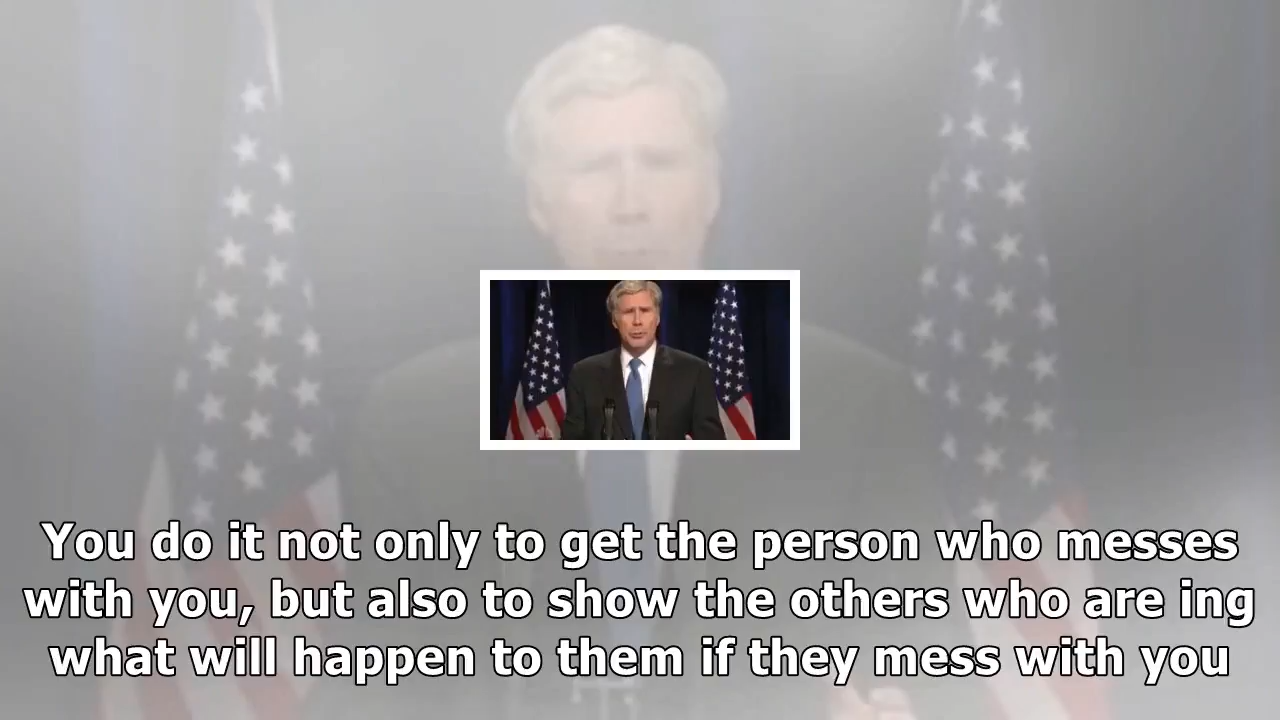 You do it not only to get the person who messes
with you, but also to show the others who are ing
what will happen to them if they mess with you